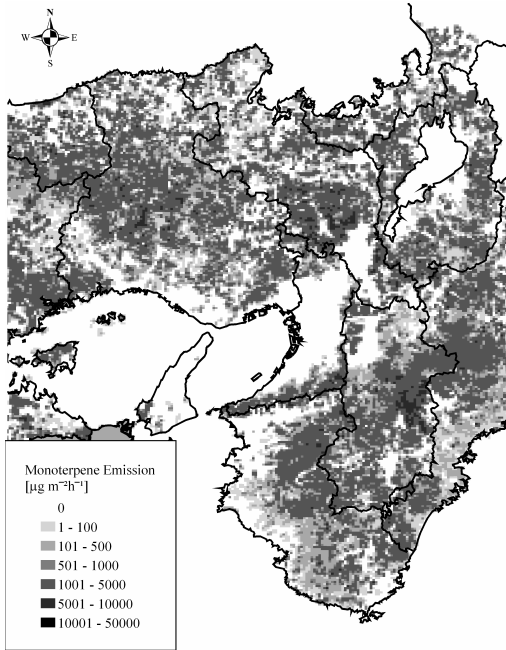 N
W E
S
Monoterpene Emission
[µg m⁻²h⁻¹]
0
1 - 100
101 - 500
501 - 1000
1001 - 5000
5001 - 10000
10001 - 50000